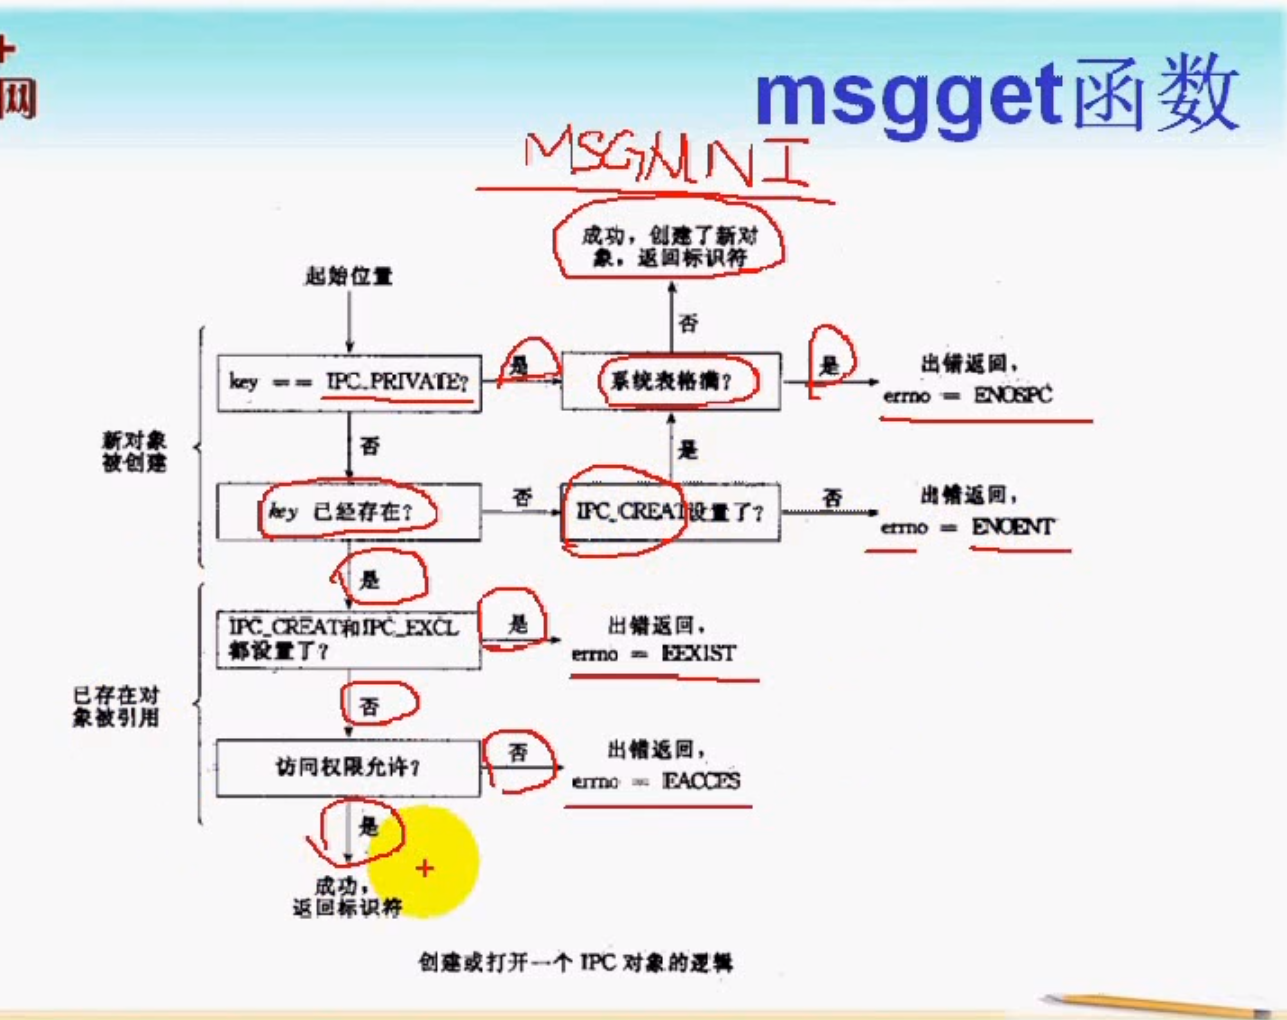 网
msgget函数
MSGMNI
成功，创建了新对
象，返回标识符
起始位置
否
key == IPC_PRIVATE?
是
系统表格满？
是
出错返回，
errno = ENOSPC
新对象
被创建
否
是
key 已经存在？
否
IPC_CREAT设置了？
否
出错返回，
errno = ENOENT
是
IPC_CREAT和IPC_EXCL
都设置了？
是
出错返回，
errno = EEXIST
已存在对
象被引用
否
访问权限允许？
否
出错返回，
errno = EACCES
是
成功，
返回标识符
创建或打开一个 IPC 对象的逻辑